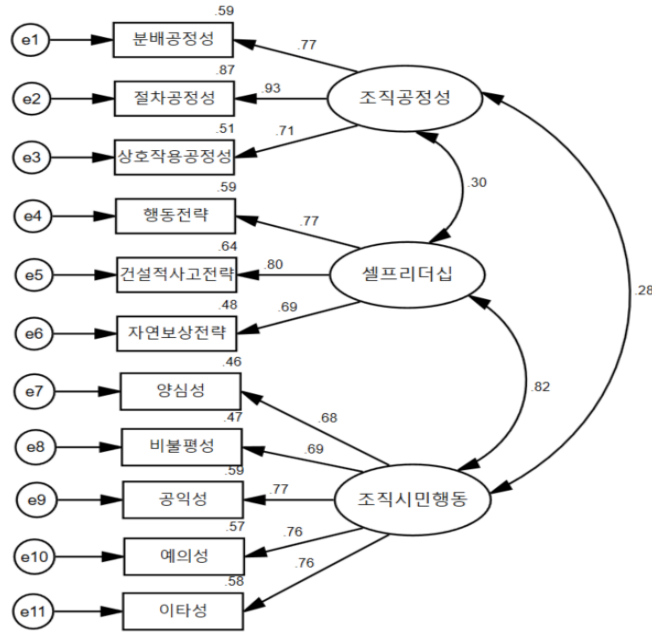 .59
e1 분배공정성 .77
.87
e2 절차공정성 .93 조직공정성
.51
e3 상호작용공정성 .71
.59 .30
e4 행동전략 .77
.64
e5 건설적사고전략 .80 셀프리더십 .28
.48
e6 자연보상전략 .69
.46
e7 양심성 .68 .82
.47
e8 비불평성 .69
.59
e9 공익성 .77 조직시민행동
.57
e10 예의성 .76
.58
e11 이타성 .76